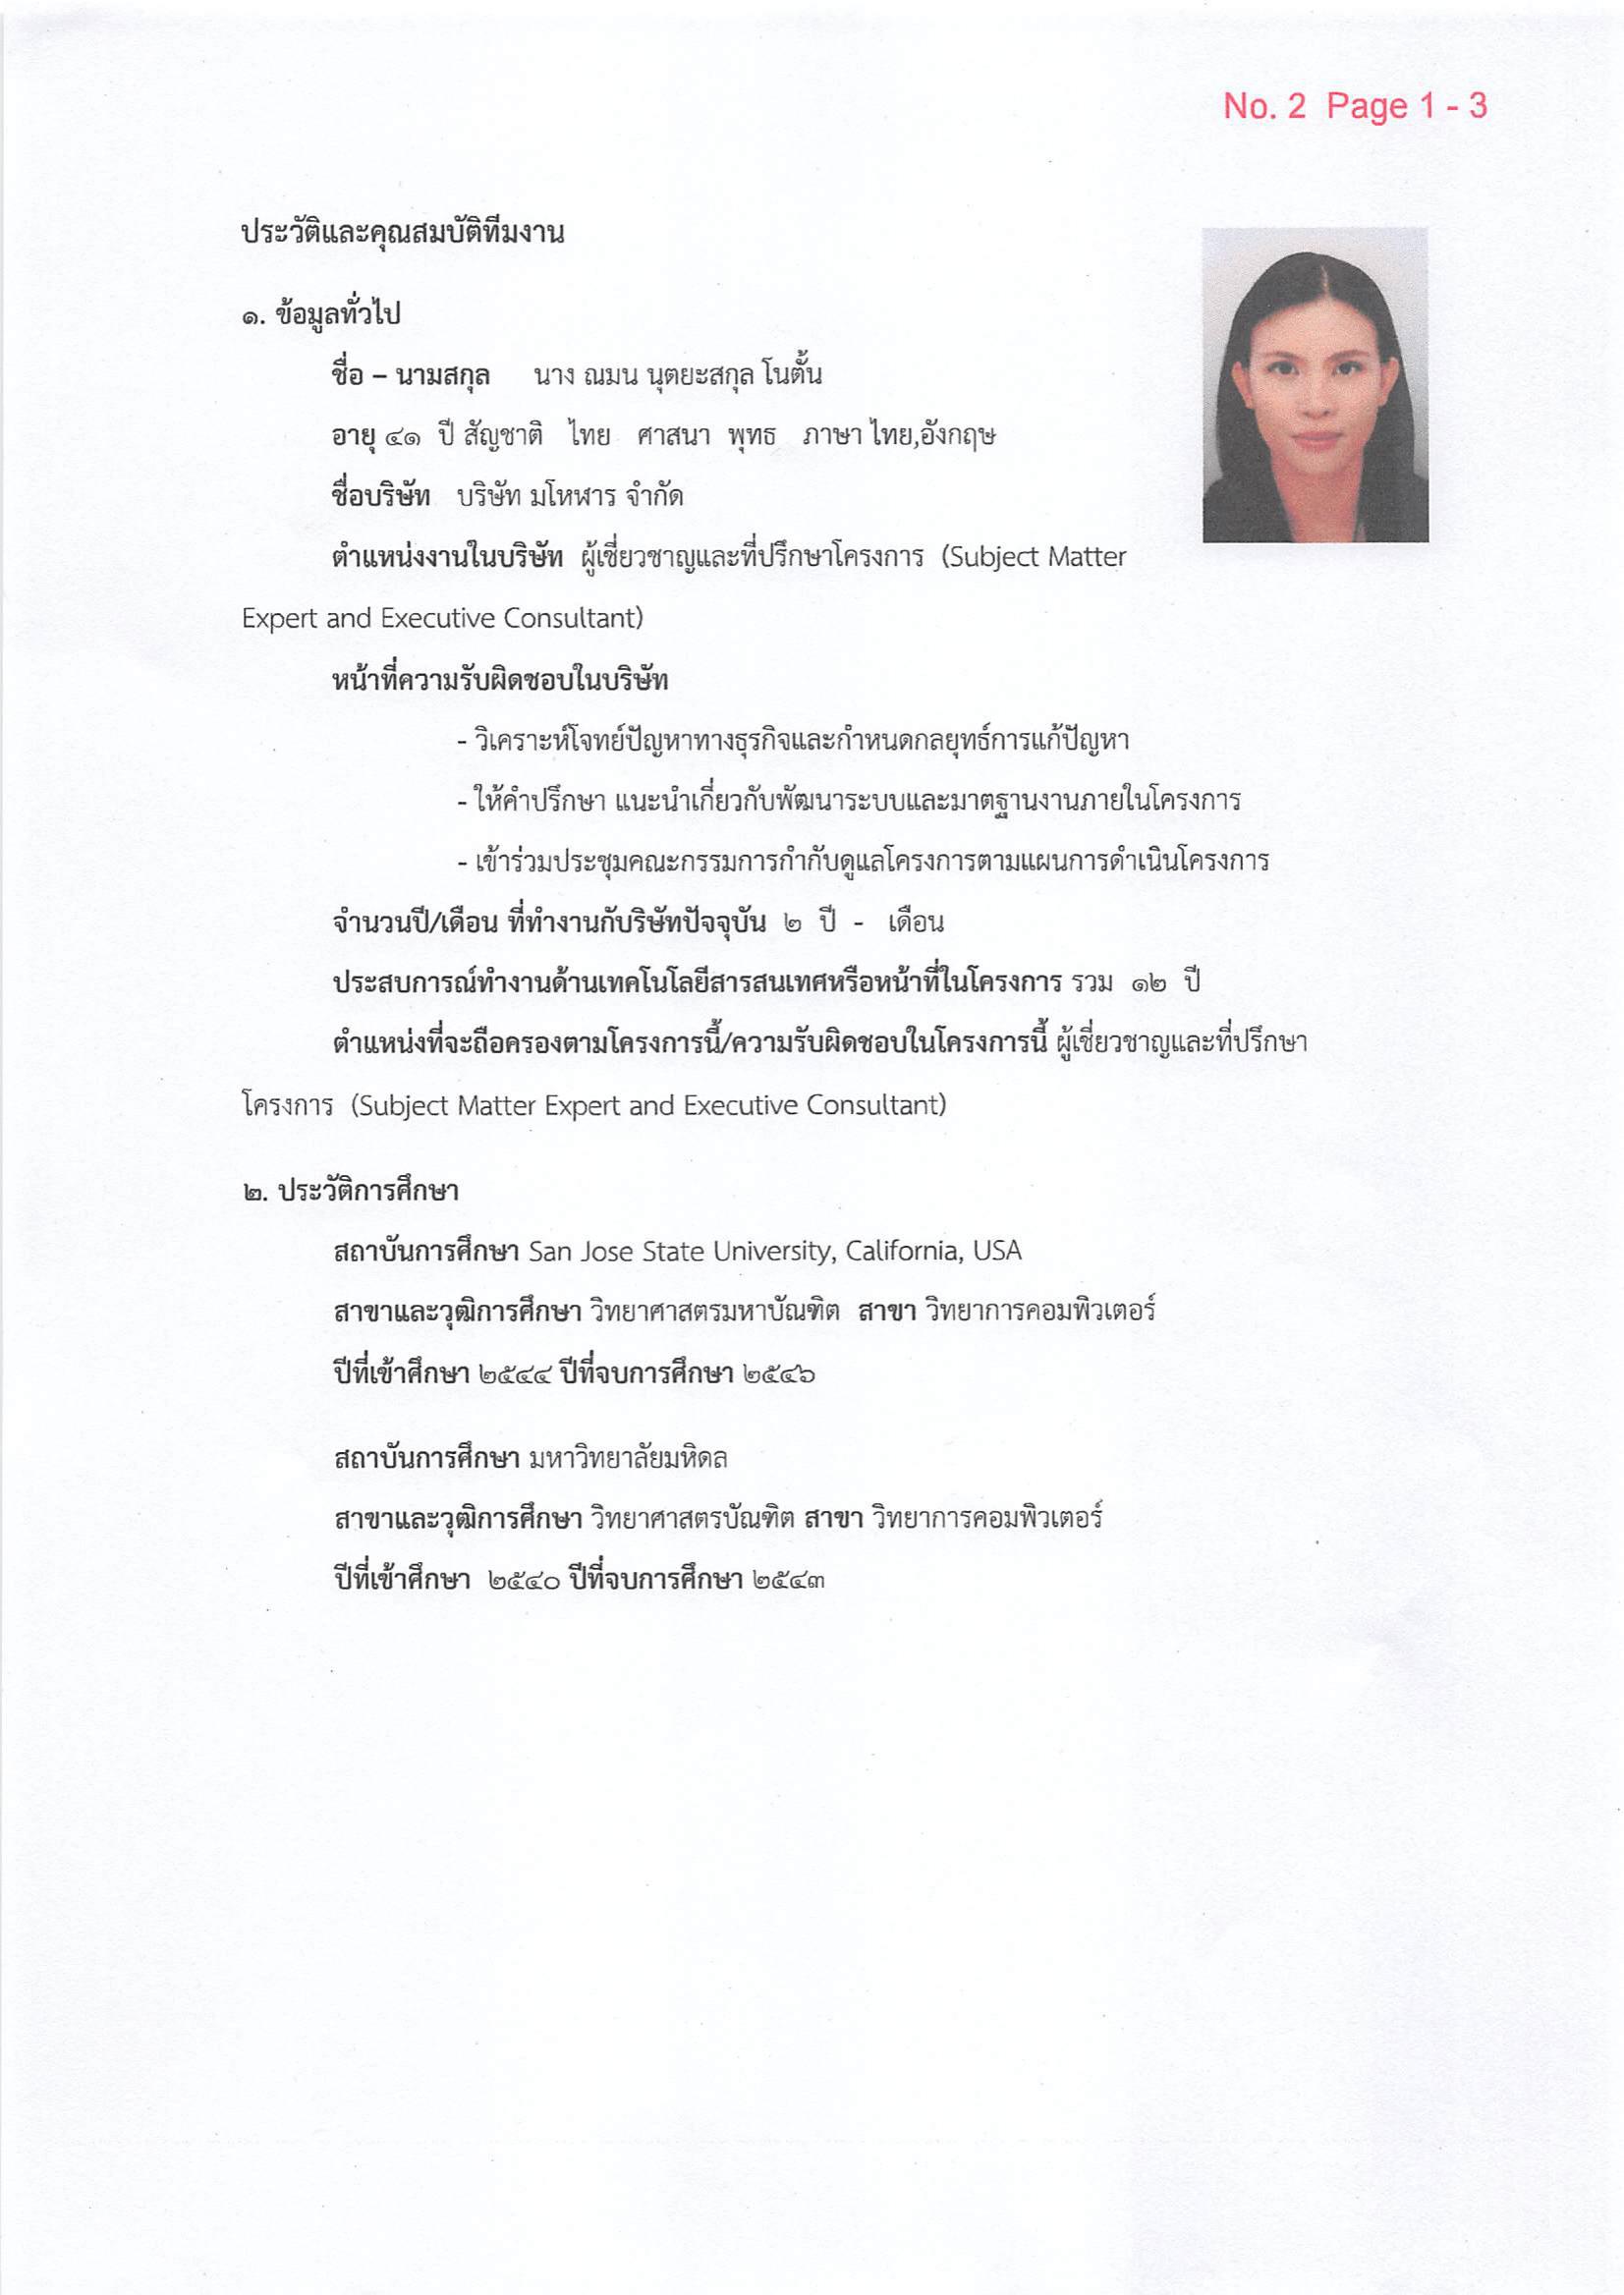 No. 2 Page 1 - 3
ประวัติและคุณสมบัติทีมงาน
๑. ข้อมูลทั่วไป
ชื่อ – นามสกุล นาง ณมน นุตยะสกุล โนตั้น
อายุ ๔๑ ปี สัญชาติ ไทย ศาสนา พุทธ ภาษา ไทย,อังกฤษ
ชื่อบริษัท บริษัท มโหฬาร จำกัด
ตำแหน่งงานในบริษัท ผู้เชี่ยวชาญและที่ปรึกษาโครงการ (Subject Matter
Expert and Executive Consultant)
หน้าที่ความรับผิดชอบในบริษัท
- วิเคราะห์โจทย์ปัญหาทางธุรกิจและกำหนดกลยุทธ์การแก้ปัญหา
- ให้คำปรึกษา แนะนำเกี่ยวกับพัฒนาระบบและมาตฐานงานภายในโครงการ
- เข้าร่วมประชุมคณะกรรมการกำกับดูแลโครงการตามแผนการดำเนินโครงการ
จำนวนปี/เดือน ที่ทำงานกับบริษัทปัจจุบัน ๒ ปี - เดือน
ประสบการณ์ทำงานด้านเทคโนโลยีสารสนเทศหรือหน้าที่ในโครงการ รวม ๑๒ ปี
ตำแหน่งที่จะถือครองตามโครงการนี้/ความรับผิดชอบในโครงการนี้ ผู้เชี่ยวชาญและที่ปรึกษา
โครงการ (Subject Matter Expert and Executive Consultant)
๒. ประวัติการศึกษา
สถาบันการศึกษา San Jose State University, California, USA
สาขาและวุฒิการศึกษา วิทยาศาสตรมหาบัณฑิต สาขา วิทยาการคอมพิวเตอร์
ปีที่เข้าศึกษา ๒๕๔๔ ปีที่จบการศึกษา ๒๕๔๖
สถาบันการศึกษา มหาวิทยาลัยมหิดล
สาขาและวุฒิการศึกษา วิทยาศาสตรบัณฑิต สาขา วิทยาการคอมพิวเตอร์
ปีที่เข้าศึกษา ๒๕๔๐ ปีที่จบการศึกษา ๒๕๔๓